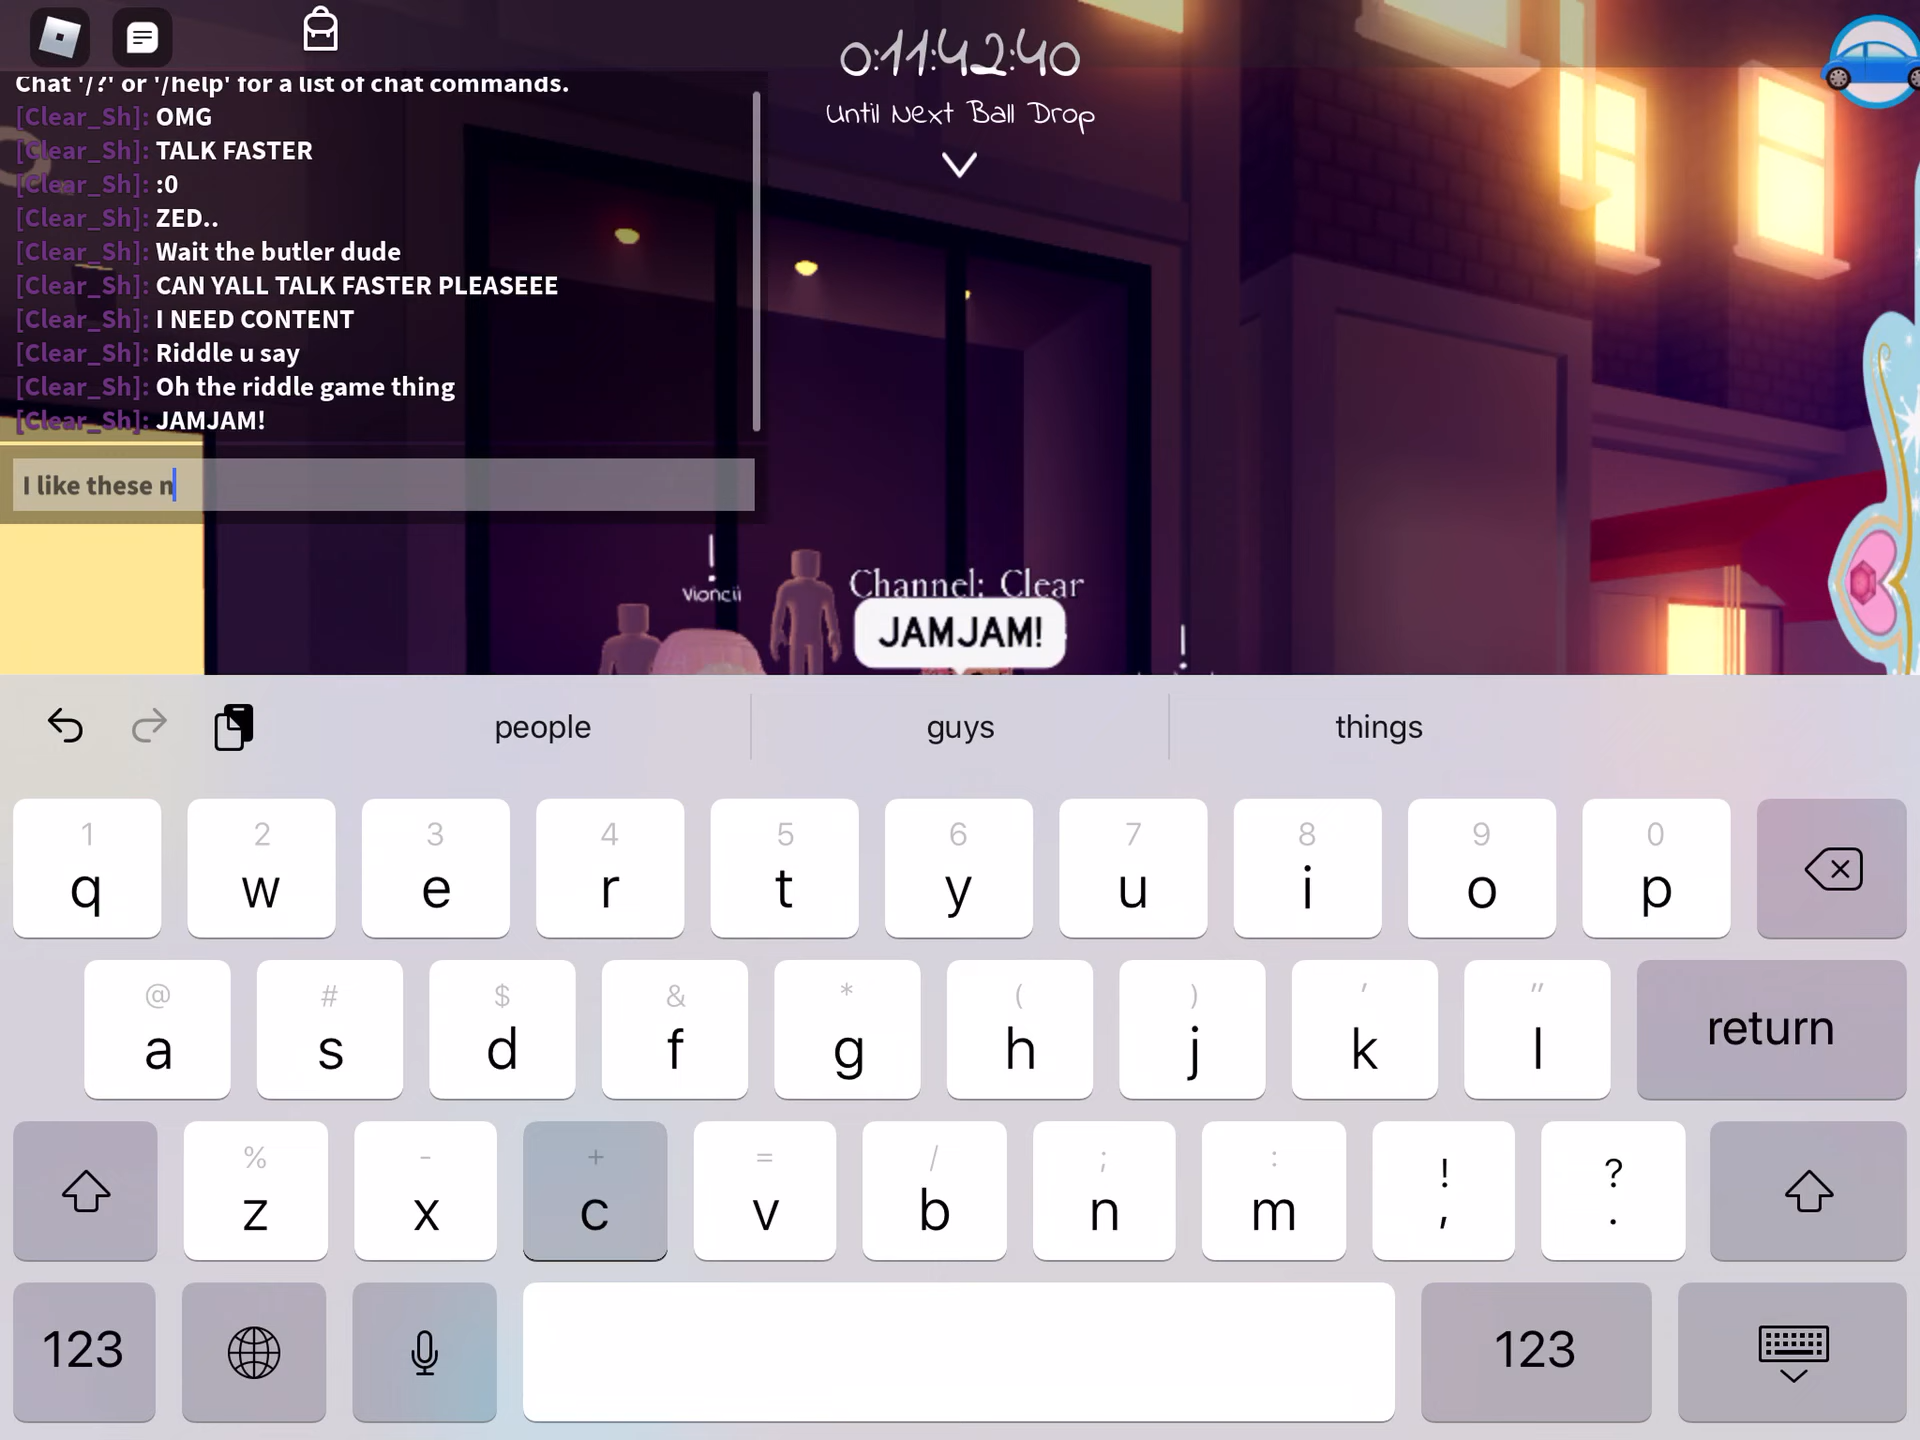 0:11:42:40
Until Next Ball Drop
Chat '/?' or '/help' for a list of chat commands.
[Clear_Sh]: OMG
[Clear_Sh]: TALK FASTER
[Clear_Sh]: :0
[Clear_Sh]: ZED..
[Clear_Sh]: Wait the butler dude
[Clear_Sh]: CAN YALL TALK FASTER PLEASEEE
[Clear_Sh]: I NEED CONTENT
[Clear_Sh]: Riddle u say
[Clear_Sh]: Oh the riddle game thing
[Clear_Sh]: JAMJAM!
I like these n
!
Vioncii
Channel: Clear
JAMJAM!
!
people guys things
1 2 3 4 5 6 7 8 9 0
q w e r t y u i o p
@ # $ & * ( ) ' "
a s d f g h j k l return
% - + = / ; : ! ?
z x c v b n m , .
123 123